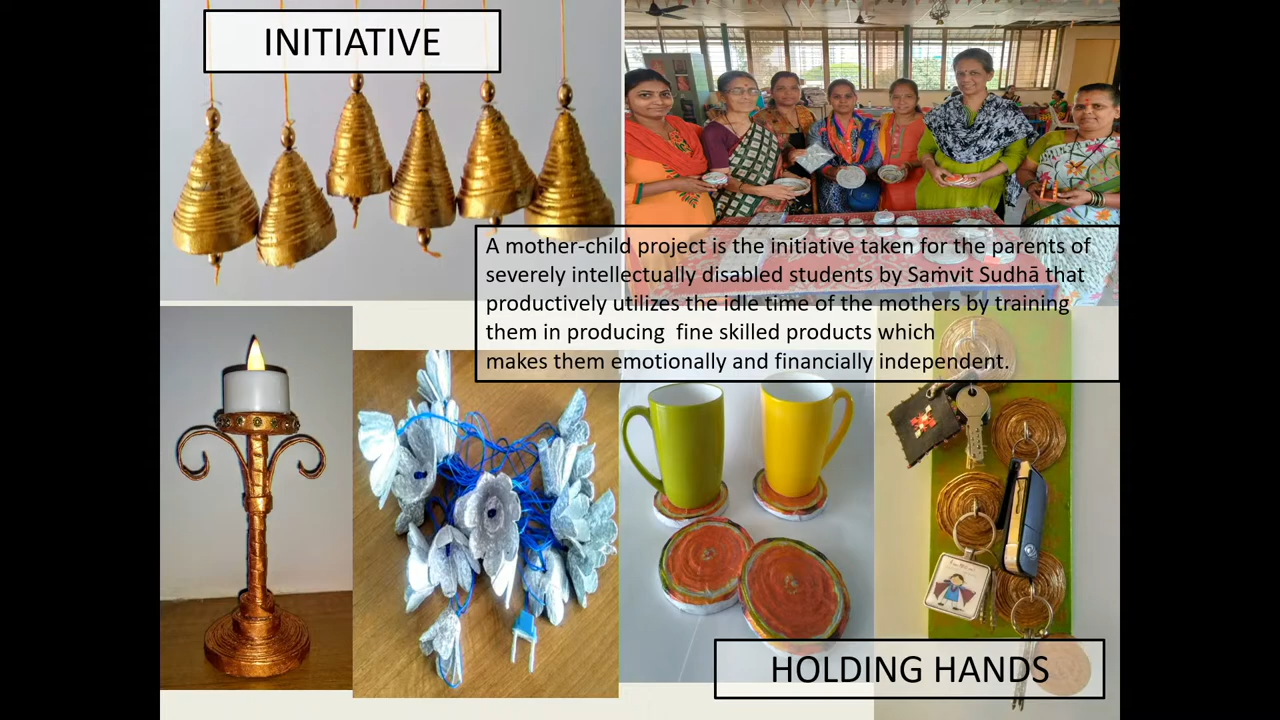 INITIATIVE
A mother-child project is the initiative taken for the parents of
severely intellectually disabled students by Saṁvit Sudhā that
productively utilizes the idle time of the mothers by training
them in producing  fine skilled products which
makes them emotionally and financially independent.
HOLDING HANDS